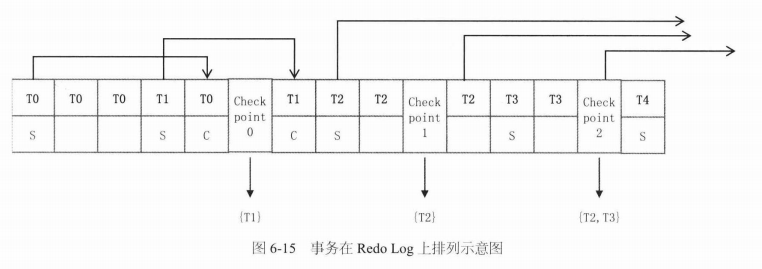 T0 T0 T0 T1 T0 Check point 0 T1 T2 T2 Check point 1 T2 T3 T3 Check point 2 T4
S S C C S S S
{T1} {T2} {T2, T3}
图 6-15 事务在 Redo Log 上排列示意图